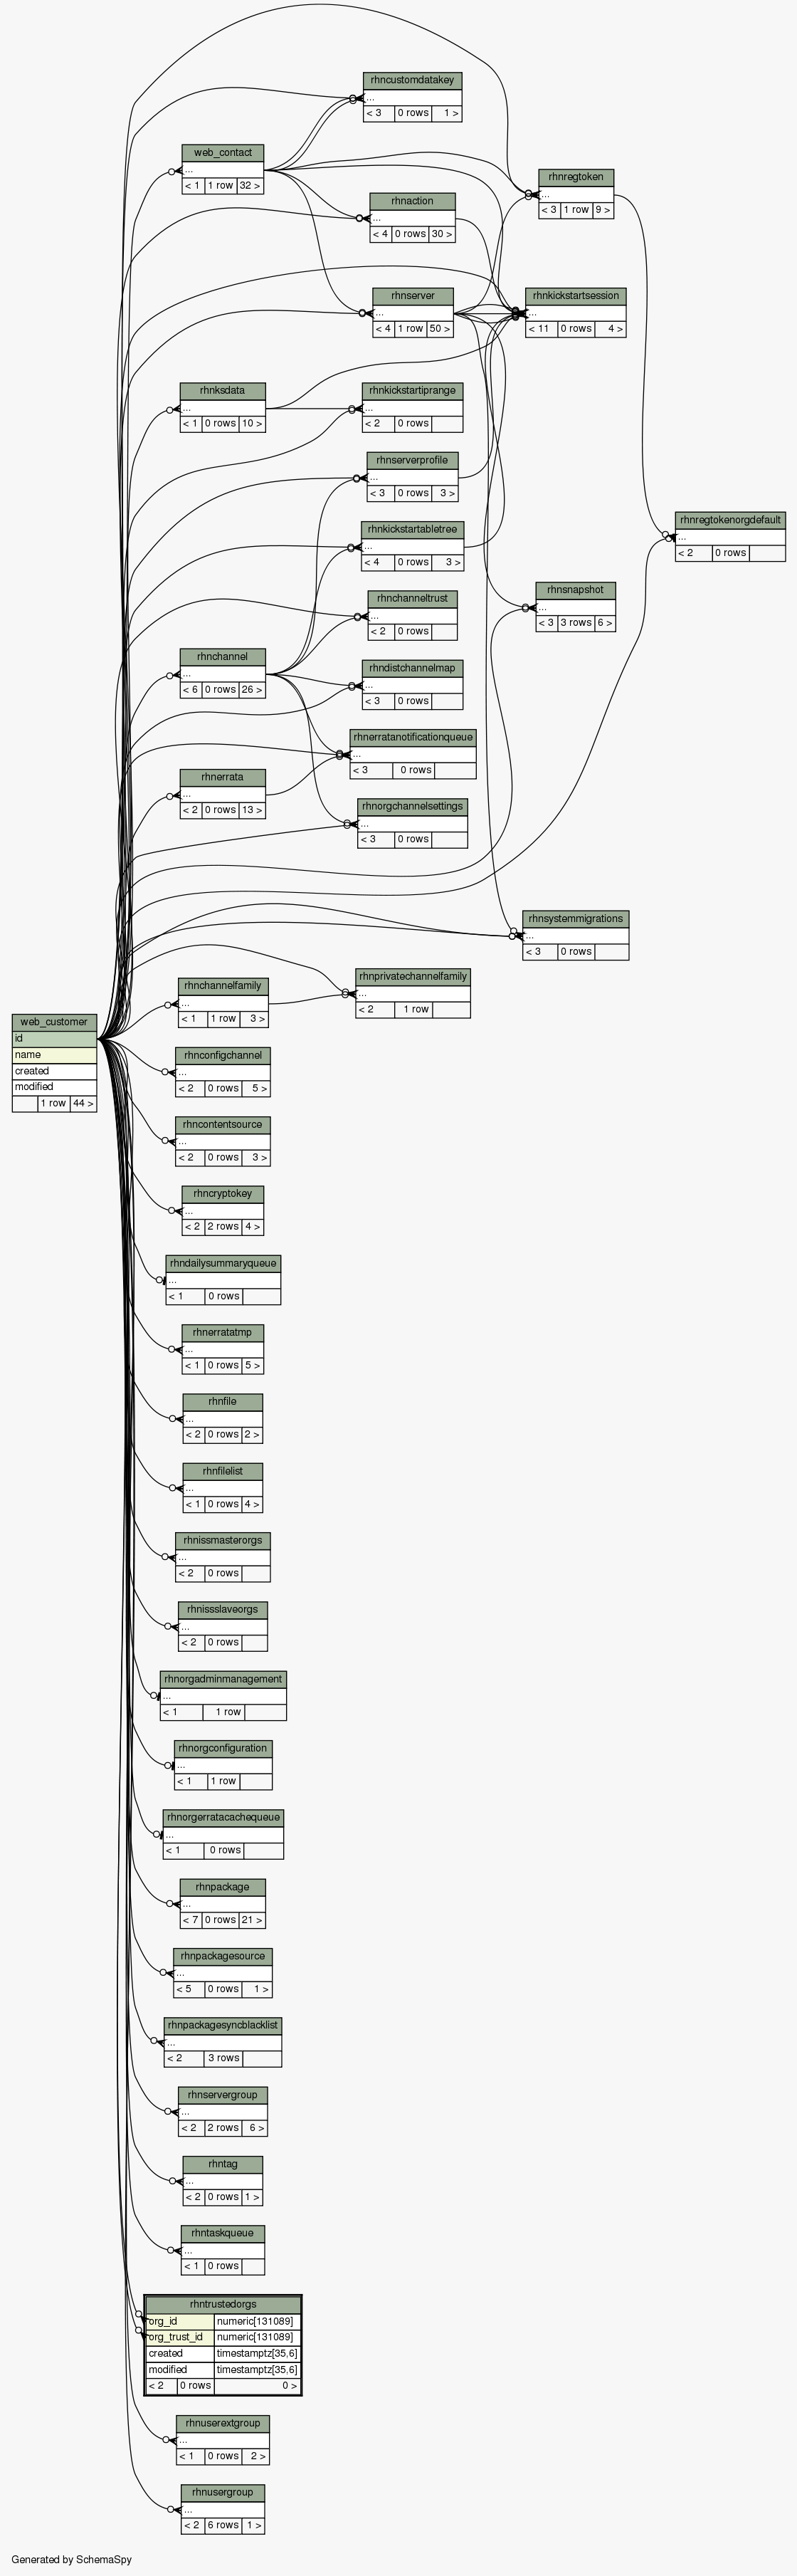 rhncustomdatakey
...
< 3 0 rows 1 >
web_contact
...
< 1 1 row 32 >
rhnregtoken
...
< 3 1 row 9 >
rhnaction
...
< 4 0 rows 30 >
rhnserver
...
< 4 1 row 50 >
rhnkickstartsession
...
< 11 0 rows 4 >
rhnksdata
...
< 1 0 rows 10 >
rhnkickstartiprange
...
< 2 0 rows
rhnserverprofile
...
< 3 0 rows 3 >
rhnkickstartabletree
...
< 4 0 rows 3 >
rhnregtokenorgdefault
...
< 2 0 rows
rhnchanneltrust
...
< 2 0 rows
rhnsnapshot
...
< 3 3 rows 6 >
rhnchannel
...
< 6 0 rows 26 >
rhndistchannelmap
...
< 3 0 rows
rhnerratanotificationqueue
...
< 3 0 rows
rhnerrata
...
< 2 0 rows 13 >
rhnorgchannelsettings
...
< 3 0 rows
rhnsystemmigrations
...
< 3 0 rows
rhnprivatechannelfamily
...
< 2 1 row
rhnchannelfamily
...
< 1 1 row 3 >
web_customer
id
name
created
modified
1 row 44 >
rhnconfigchannel
...
< 2 0 rows 5 >
rhncontentsource
...
< 2 0 rows 3 >
rhncryptokey
...
< 2 2 rows 4 >
rhndailysummaryqueue
...
< 1 0 rows
rhnerratatmp
...
< 1 0 rows 5 >
rhnfile
...
< 2 0 rows 2 >
rhnfilelist
...
< 1 0 rows 4 >
rhnissmasterorgs
...
< 2 0 rows
rhnissslaveorgs
...
< 2 0 rows
rhnorgadminmanagement
...
< 1 1 row
rhnorgconfiguration
...
< 1 1 row
rhnorgerratacachequeue
...
< 1 0 rows
rhnpackage
...
< 7 0 rows 21 >
rhnpackagesource
...
< 5 0 rows 1 >
rhnpackagesyncblacklist
...
< 2 3 rows
rhnservergroup
...
< 2 2 rows 6 >
rhntag
...
< 2 0 rows 1 >
rhntaskqueue
...
< 1 0 rows
rhntrustedorgs
org_id numeric[131089]
org_trust_id numeric[131089]
created timestamptz[35,6]
modified timestamptz[35,6]
< 2 0 rows 0 >
rhnuserextgroup
...
< 1 0 rows 2 >
rhnusergroup
...
< 2 6 rows 1 >
Generated by SchemaSpy